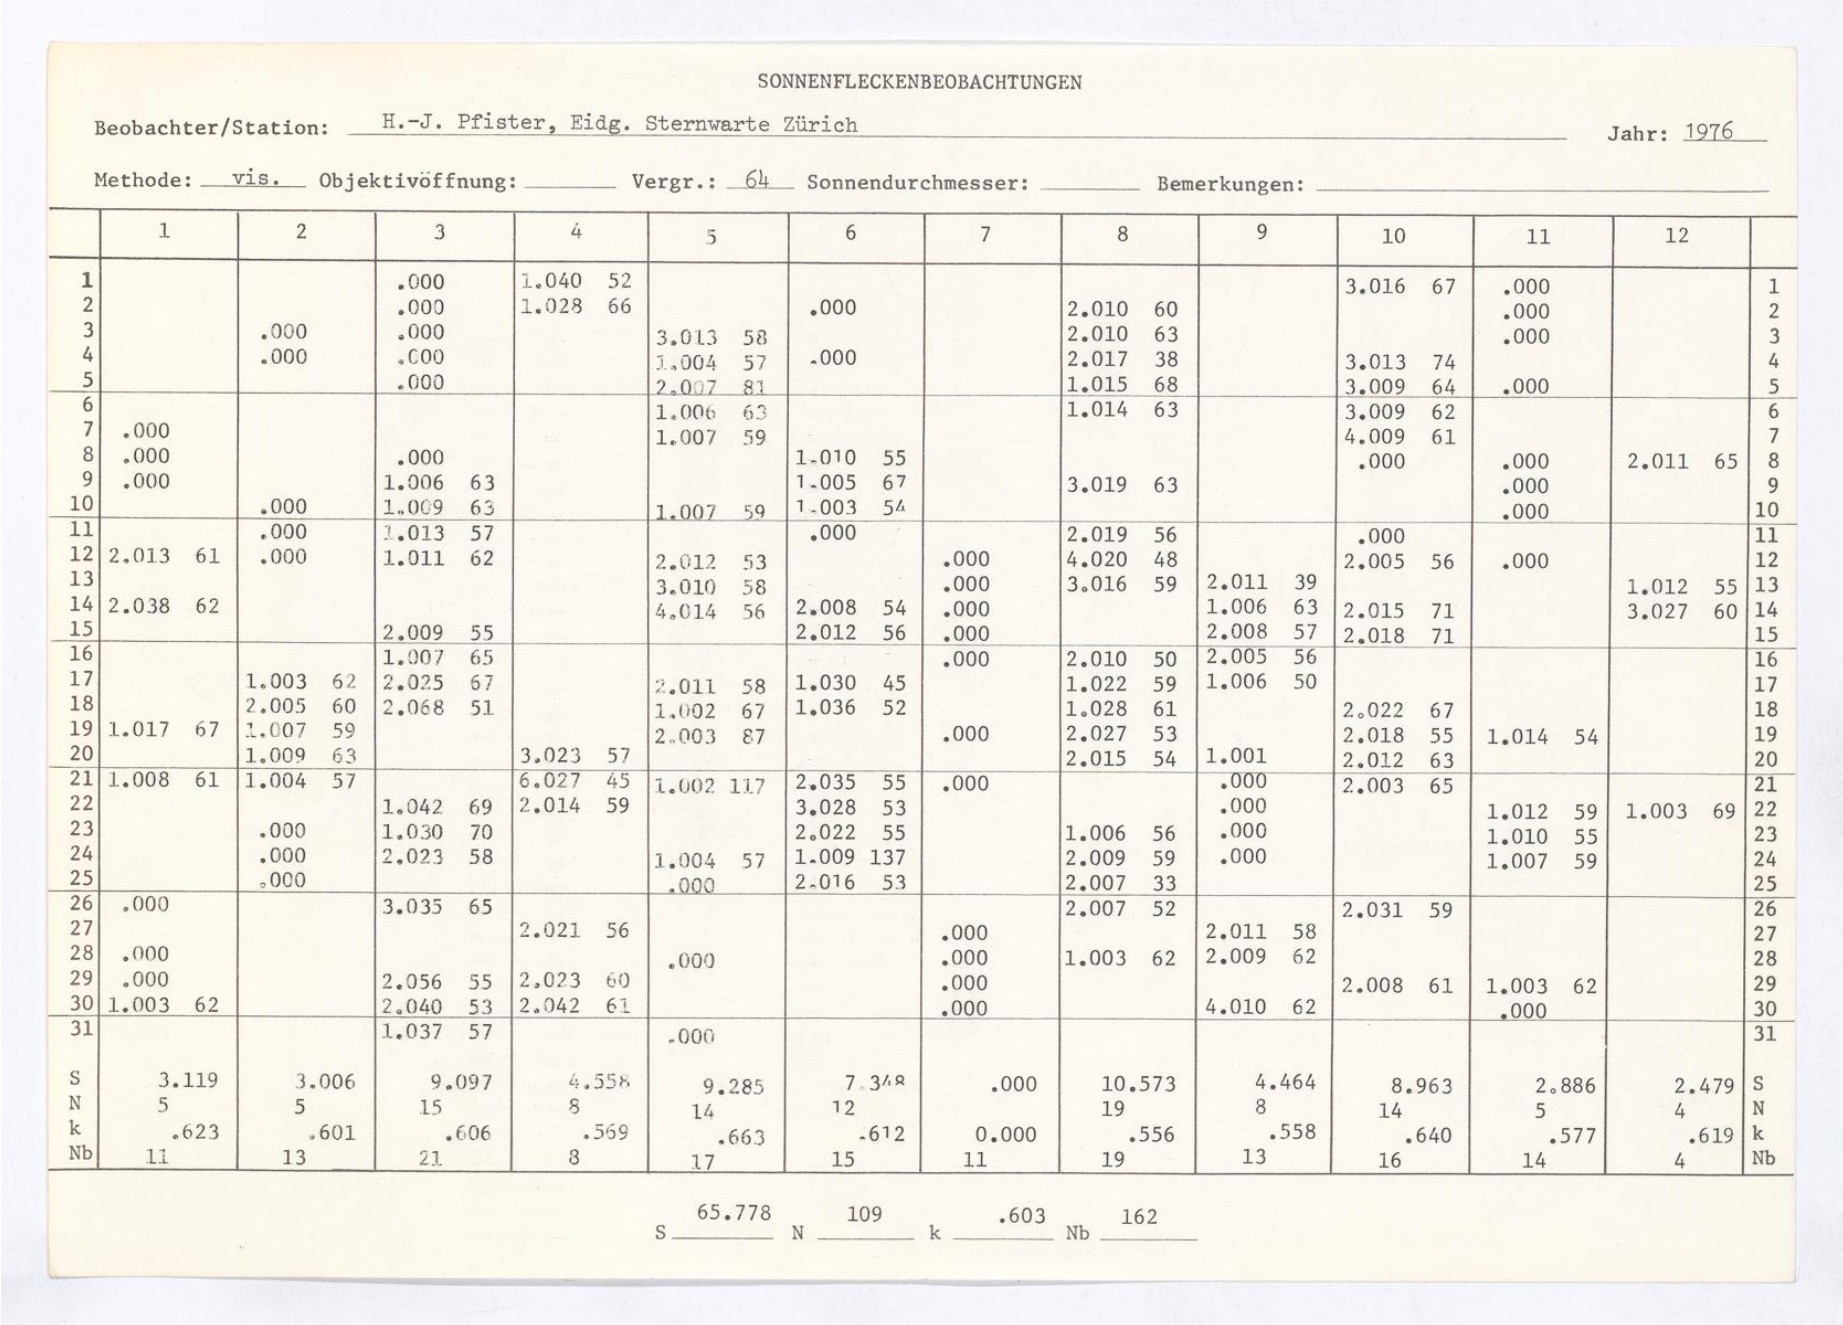 SONNENFLECKENBEOBACHTUNGEN
Beobachter/Station: H.-J. Pfister, Eidg. Sternwarte Zürich Jahr: 1976
Methode: vis. Objektivöffnung: Vergr.: 64 Sonnendurchmesser: Bemerkungen:
1 2 3 4 5 6 7 8 9 10 11 12
1 .000 1.040 52 3.016 67 .000 1
2 .000 1.028 66 .000 2.010 60 .000 2
3 .000 .000 3.013 58 2.010 63 .000 3
4 .000 .000 1.004 57 .000 2.017 38 3.013 74 4
5 .000 2.007 81 1.015 68 3.009 64 .000 5
6 1.006 63 1.014 63 3.009 62 6
7 .000 1.007 59 4.009 61 7
8 .000 .000 1.010 55 .000 .000 2.011 65 8
9 .000 1.006 63 1.005 67 3.019 63 .000 9
10 .000 1.009 63 1.007 59 1.003 54 .000 10
11 .000 1.013 57 .000 2.019 56 .000 11
12 2.013 61 .000 1.011 62 2.012 53 .000 4.020 48 2.005 56 .000 12
13 3.010 58 .000 3.016 59 2.011 39 1.012 55 13
14 2.038 62 4.014 56 2.008 54 .000 1.006 63 2.015 71 3.027 60 14
15 2.009 55 2.012 56 .000 2.008 57 2.018 71 15
16 1.007 65 .000 2.010 50 2.005 56 16
17 1.003 62 2.025 67 2.011 58 1.030 45 1.022 59 1.006 50 17
18 2.005 60 2.068 51 1.002 67 1.036 52 1.028 61 2.022 67 18
19 1.017 67 1.007 59 2.003 87 .000 2.027 53 2.018 55 1.014 54 19
20 1.009 63 3.023 57 2.015 54 1.001 2.012 63 20
21 1.008 61 1.004 57 6.027 45 1.002 117 2.035 55 .000 .000 2.003 65 21
22 1.042 69 2.014 59 3.028 53 .000 1.012 59 1.003 69 22
23 .000 1.030 70 2.022 55 1.006 56 .000 1.010 55 23
24 .000 2.023 58 1.004 57 1.009 137 2.009 59 .000 1.007 59 24
25 .000 .000 2.016 53 2.007 33 25
26 .000 3.035 65 2.007 52 2.031 59 26
27 2.021 56 .000 2.011 58 27
28 .000 .000 .000 1.003 62 2.009 62 28
29 .000 2.056 55 2,023 60 .000 2.008 61 1.003 62 29
30 1.003 62 2.040 53 2.042 61 .000 4.010 62 .000 30
31 1.037 57 .000 31
S 3.119 3.006 9.097 4.558 9.285 7.348 .000 10.573 4.464 8.963 2.886 2.479 S
N 5 5 15 8 14 12 19 8 14 5 4 N
k .623 .601 .606 .569 .663 .612 0.000 .556 .558 .640 .577 .619 k
Nb 11 13 21 8 17 15 11 19 13 16 14 4 Nb
S 65.778 N 109 k .603 Nb 162